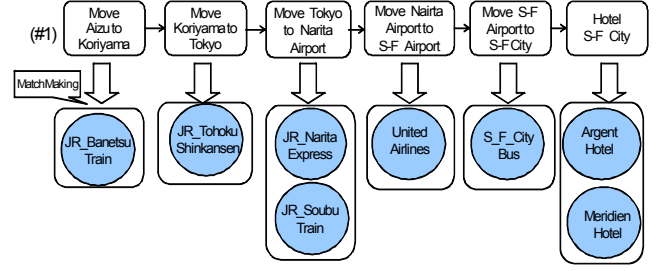 (#1)
Move
Aizu to
Koriyama
Move
Koriyama to
Tokyo
Move Tokyo
to Narita
Airport
Move Nairta
Airport to
S-F Airport
Move S-F
Airport to
S-F City
Hotel
S-F City
MatchMaking
JR_Banetsu
Train
JR_Tohoku
Shinkansen
JR_Narita
Express
JR_Soubu
Train
United
Airlines
S_F_City
Bus
Argent
Hotel
Meridien
Hotel